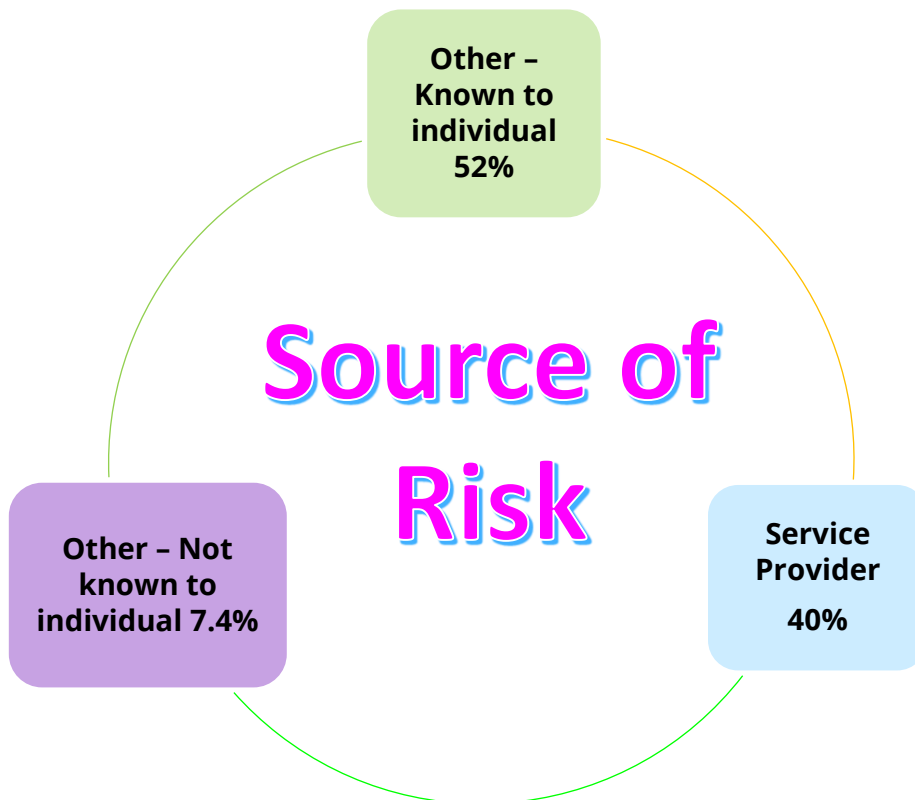 Other –
Known to
individual
52%
Source of
Risk
Other – Not
known to
individual 7.4%
Service
Provider
40%